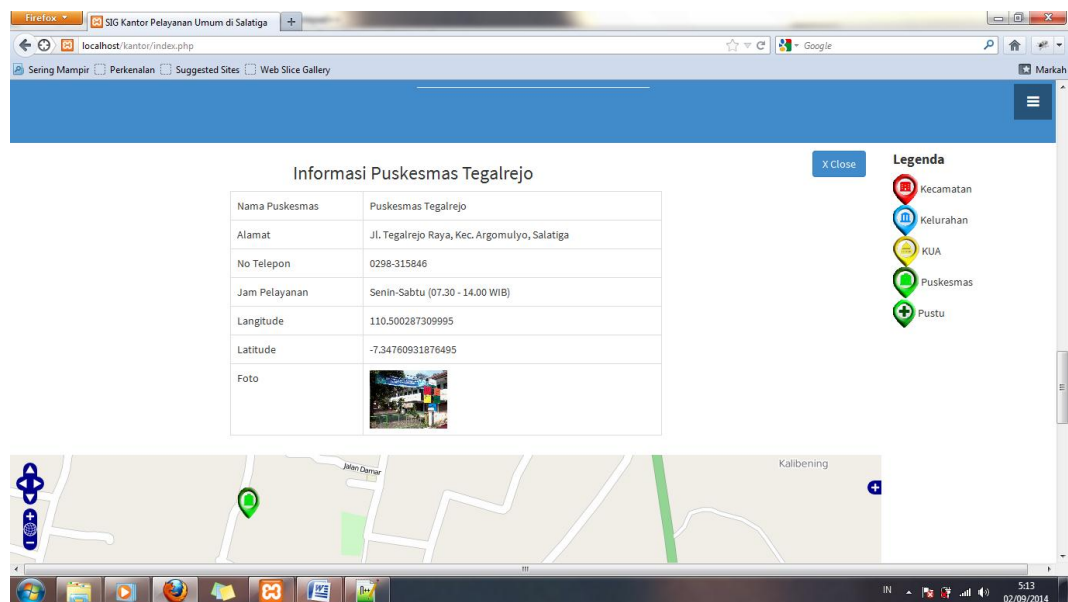 Firefox
SIG Kantor Pelayanan Umum di Salatiga
localhost/kantor/index.php
Google
Sering Mampir Perkenalan Suggested Sites Web Slice Gallery
Markah
Informasi Puskesmas Tegalrejo
X Close
Nama Puskesmas Puskesmas Tegalrejo
Alamat Jl. Tegalrejo Raya, Kec. Argomulyo, Salatiga
No Telepon 0298-315846
Jam Pelayanan Senin-Sabtu (07.30 - 14.00 WIB)
Langitude 110.500287309995
Latitude -7.34760931876495
Foto
Legenda
Kecamatan
Kelurahan
KUA
Puskesmas
Pustu
Jalan Damar
Kalibening
IN
5:13
02/09/2014